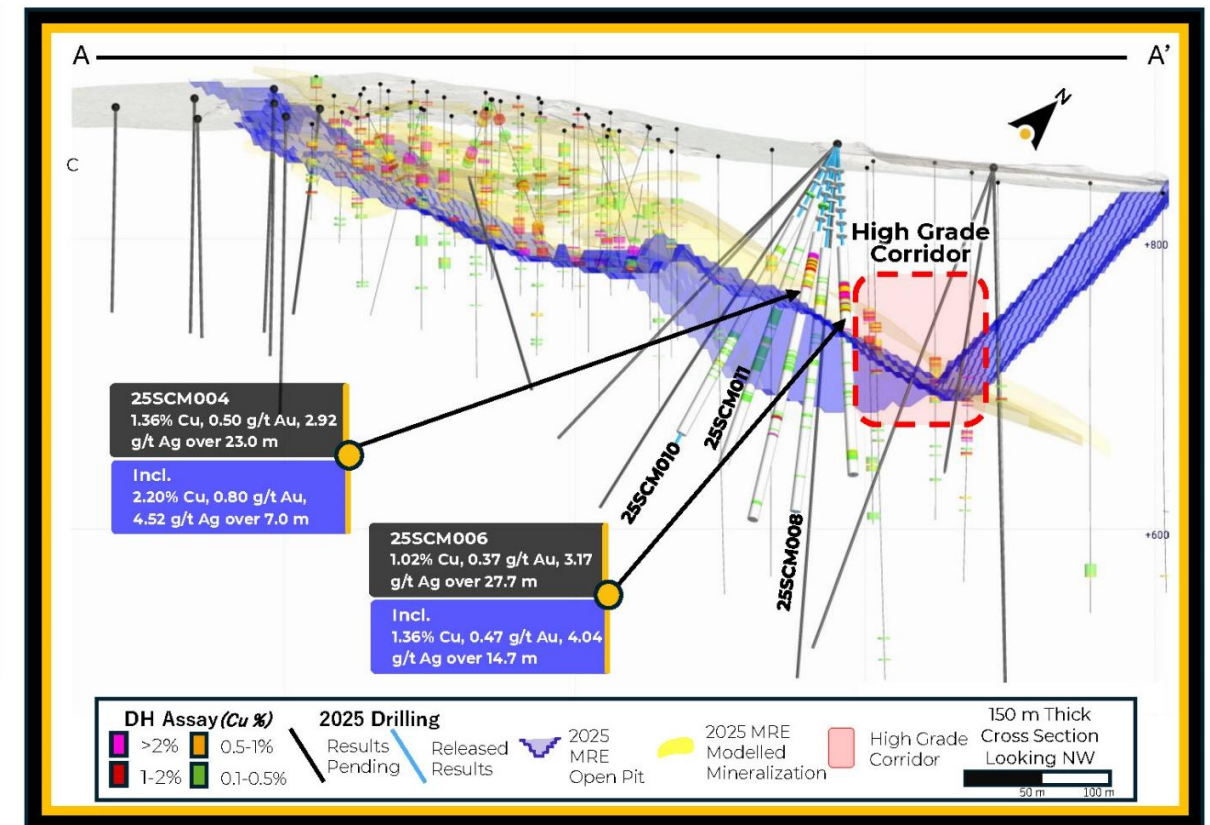 A
A'
N
C
High Grade
Corridor
+800
+600
25SCM011
25SCM010
25SCM008
25SCM004
1.36% Cu, 0.50 g/t Au, 2.92
g/t Ag over 23.0 m
Incl.
2.20% Cu, 0.80 g/t Au,
4.52 g/t Ag over 7.0 m
25SCM006
1.02% Cu, 0.37 g/t Au, 3.17
g/t Ag over 27.7 m
Incl.
1.36% Cu, 0.47 g/t Au, 4.04
g/t Ag over 14.7 m
DH Assay (Cu %)
>2%
0.5-1%
1-2%
0.1-0.5%
2025 Drilling
Results
Pending
Released
Results
2025
MRE
Open Pit
2025 MRE
Modelled
Mineralization
High Grade
Corridor
150 m Thick
Cross Section
Looking NW
50 m
100 m